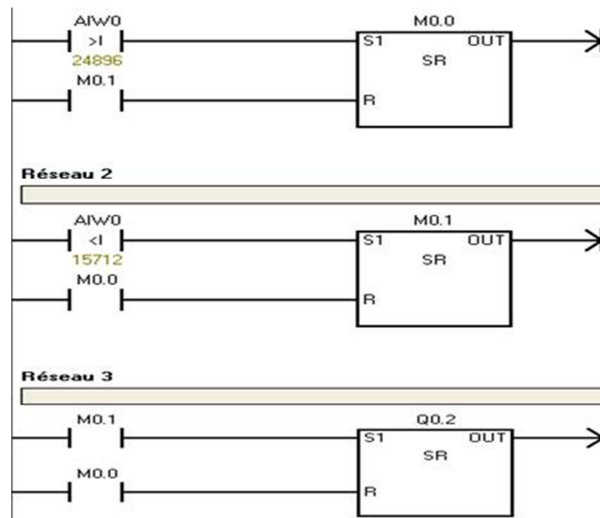 AIW0 M0.0
>I S1 OUT
24896 SR
M0.1
R
Réseau 2
AIW0 M0.1
<I S1 OUT
15712 SR
M0.0
R
Réseau 3
M0.1 Q0.2
S1 OUT
SR
M0.0
R